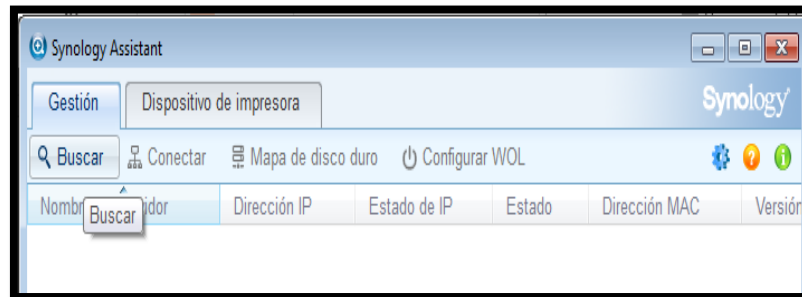 Synology Assistant
Gestión Dispositivo de impresora Synology
Buscar Conectar Mapa de disco duro Configurar WOL
Dirección IP Estado de IP Estado Dirección MAC Versión
Buscar